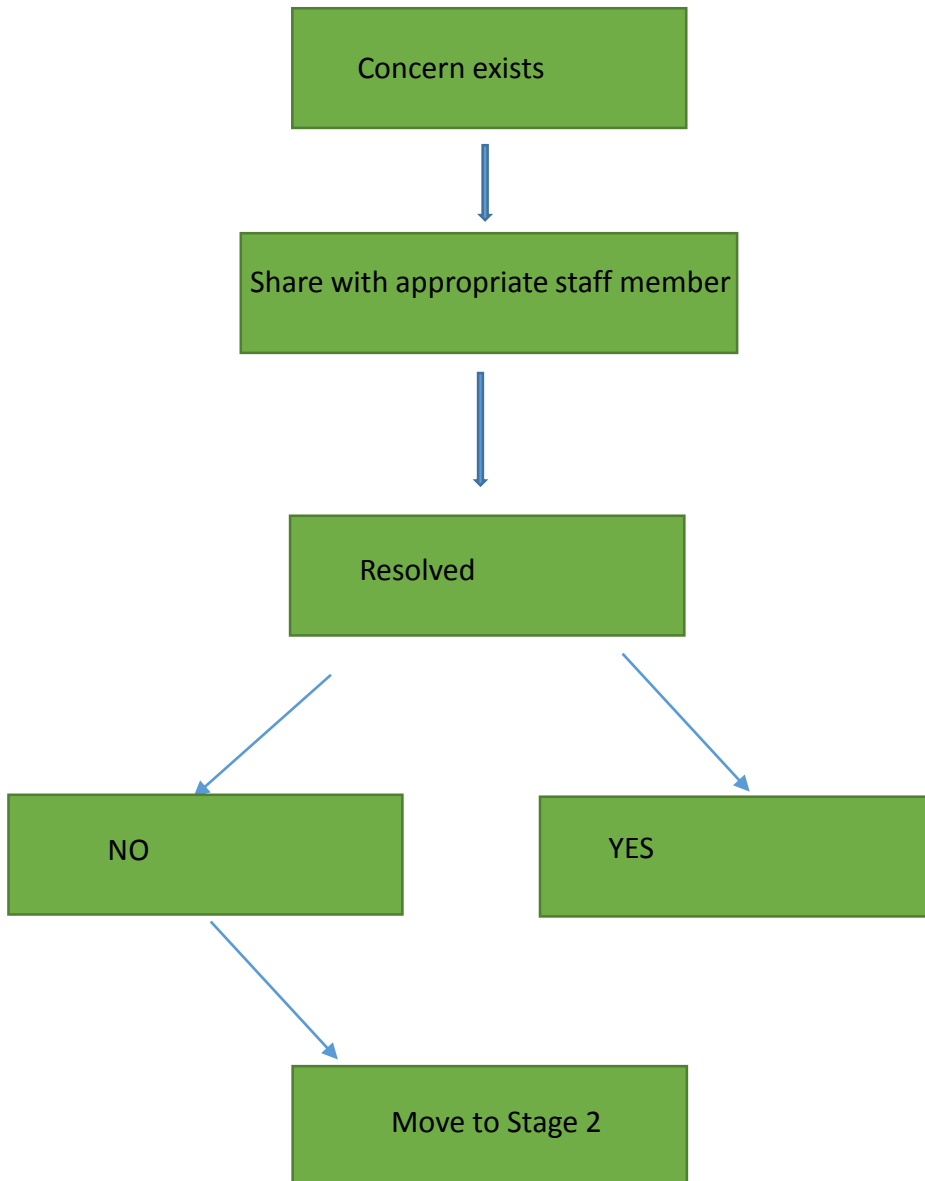 Concern exists
Share with appropriate staff member
Resolved
NO
YES
Move to Stage 2